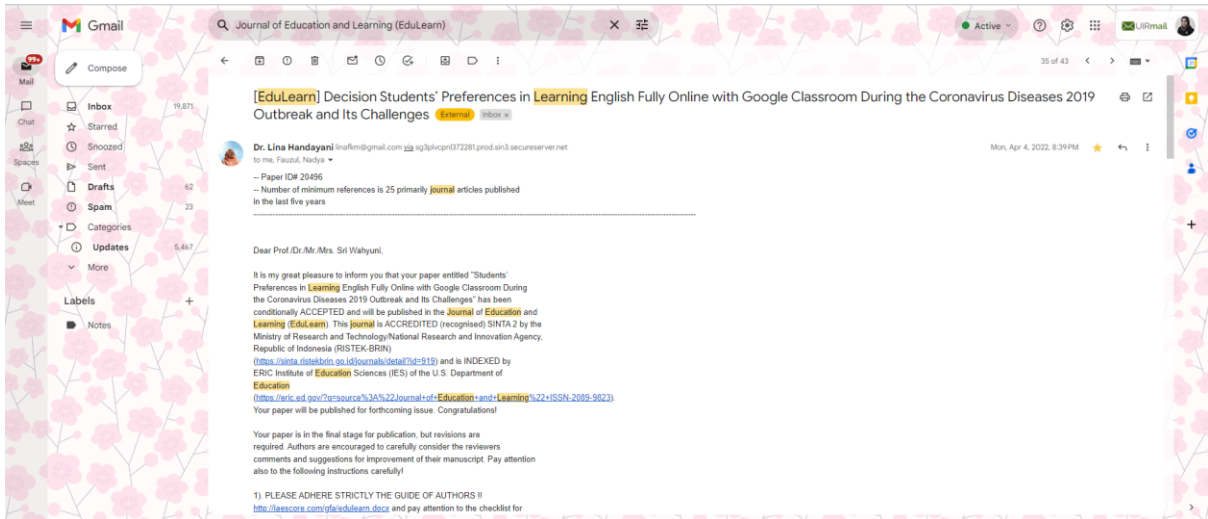 Gmail
Journal of Education and Learning (EduLearn)
Active
UIRmail
99+
Mail
Chat
Spaces
Meet
Compose
Inbox 19,871
Starred
Snoozed
Sent
Drafts 62
Spam 23
Categories
Updates 5,467
More
Labels
Notes
35 of 43
[EduLearn] Decision Students' Preferences in Learning English Fully Online with Google Classroom During the Coronavirus Diseases 2019
Outbreak and Its Challenges External Inbox x
Dr. Lina Handayani linafkm@gmail.com via sg3plvcpnl372281.prod.sin3.secureserver.net Mon, Apr 4, 2022, 8:39 PM
to me, Fauzul, Nadya
-- Paper ID# 20496
-- Number of minimum references is 25 primarily journal articles published
in the last five years
Dear Prof./Dr./Mr./Mrs. Sri Wahyuni,
It is my great pleasure to inform you that your paper entitled "Students'
Preferences in Learning English Fully Online with Google Classroom During
the Coronavirus Diseases 2019 Outbreak and Its Challenges" has been
conditionally ACCEPTED and will be published in the Journal of Education and
Learning (EduLearn). This journal is ACCREDITED (recognised) SINTA 2 by the
Ministry of Research and Technology/National Research and Innovation Agency,
Republic of Indonesia (RISTEK-BRIN)
(https://sinta.ristekbrin.go.id/journals/detail?id=919) and is INDEXED by
ERIC Institute of Education Sciences (IES) of the U.S. Department of
Education
(https://eric.ed.gov/?q=source%3A%22Journal+of+Education+and+Learning%22+ISSN-2089-9823).
Your paper will be published for forthcoming issue. Congratulations!
Your paper is in the final stage for publication, but revisions are
required. Authors are encouraged to carefully consider the reviewers
comments and suggestions for improvement of their manuscript. Pay attention
also to the following instructions carefully!
1). PLEASE ADHERE STRICTLY THE GUIDE OF AUTHORS !!
http://iaescore.com/gfa/edulearn.docx and pay attention to the checklist for